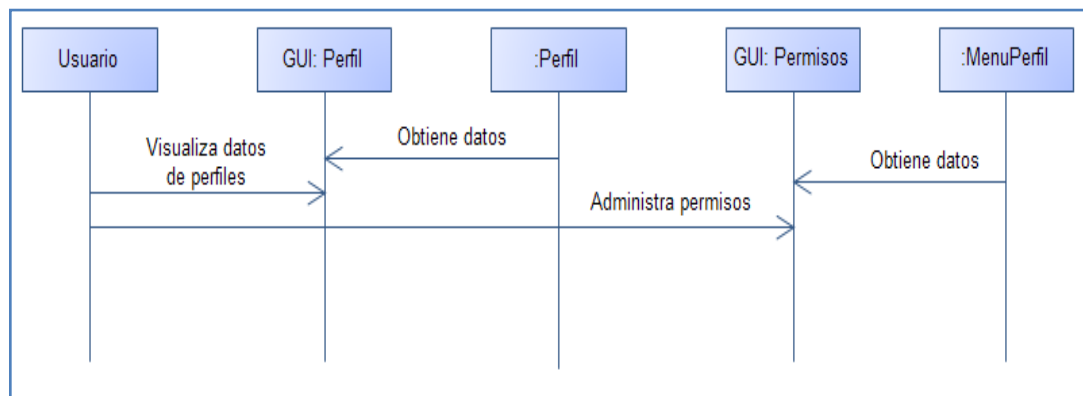 Usuario
GUI: Perfil
:Perfil
GUI: Permisos
:MenuPerfil
Obtiene datos
Visualiza datos
de perfiles
Obtiene datos
Administra permisos